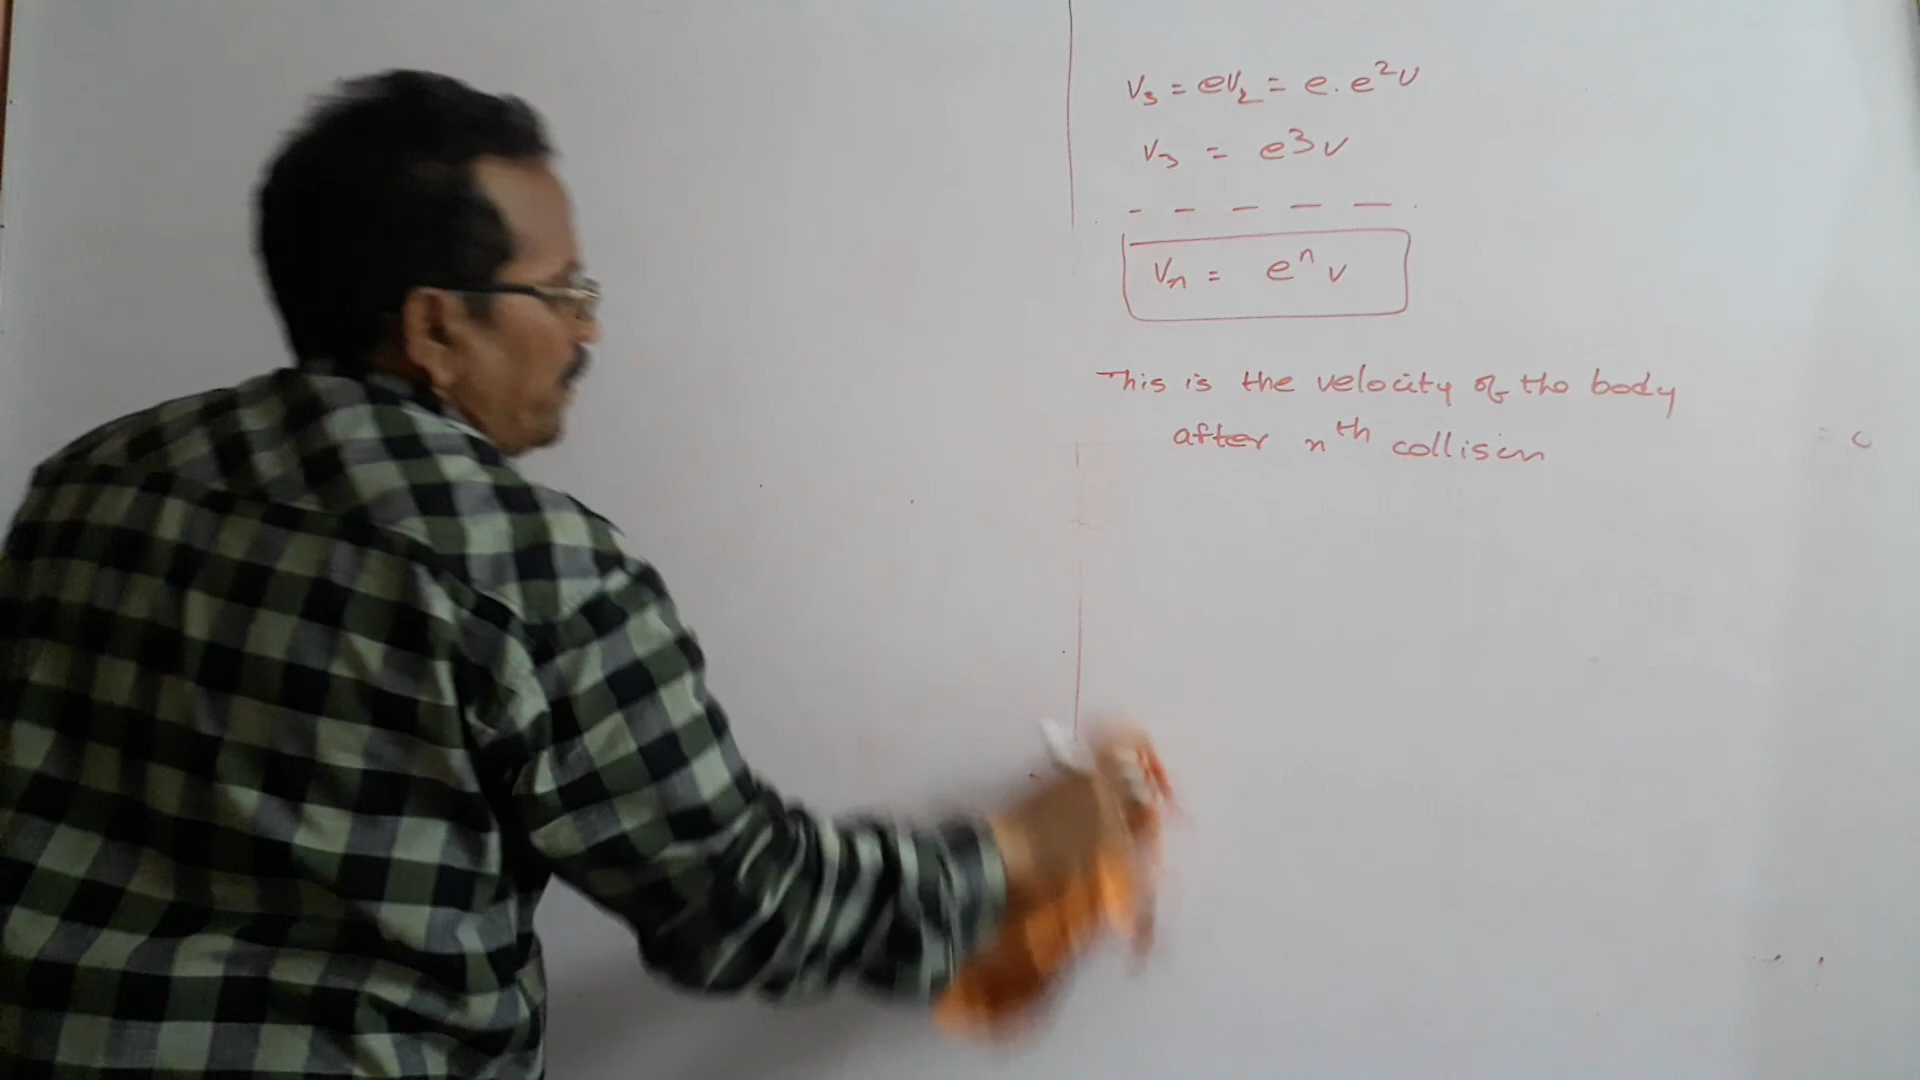 v₃ = ev₂ = e. e²v
v₃ = e³v
- - - - - .
vₙ = eⁿ v
This is the velocity of the body
after nᵗʰ collision